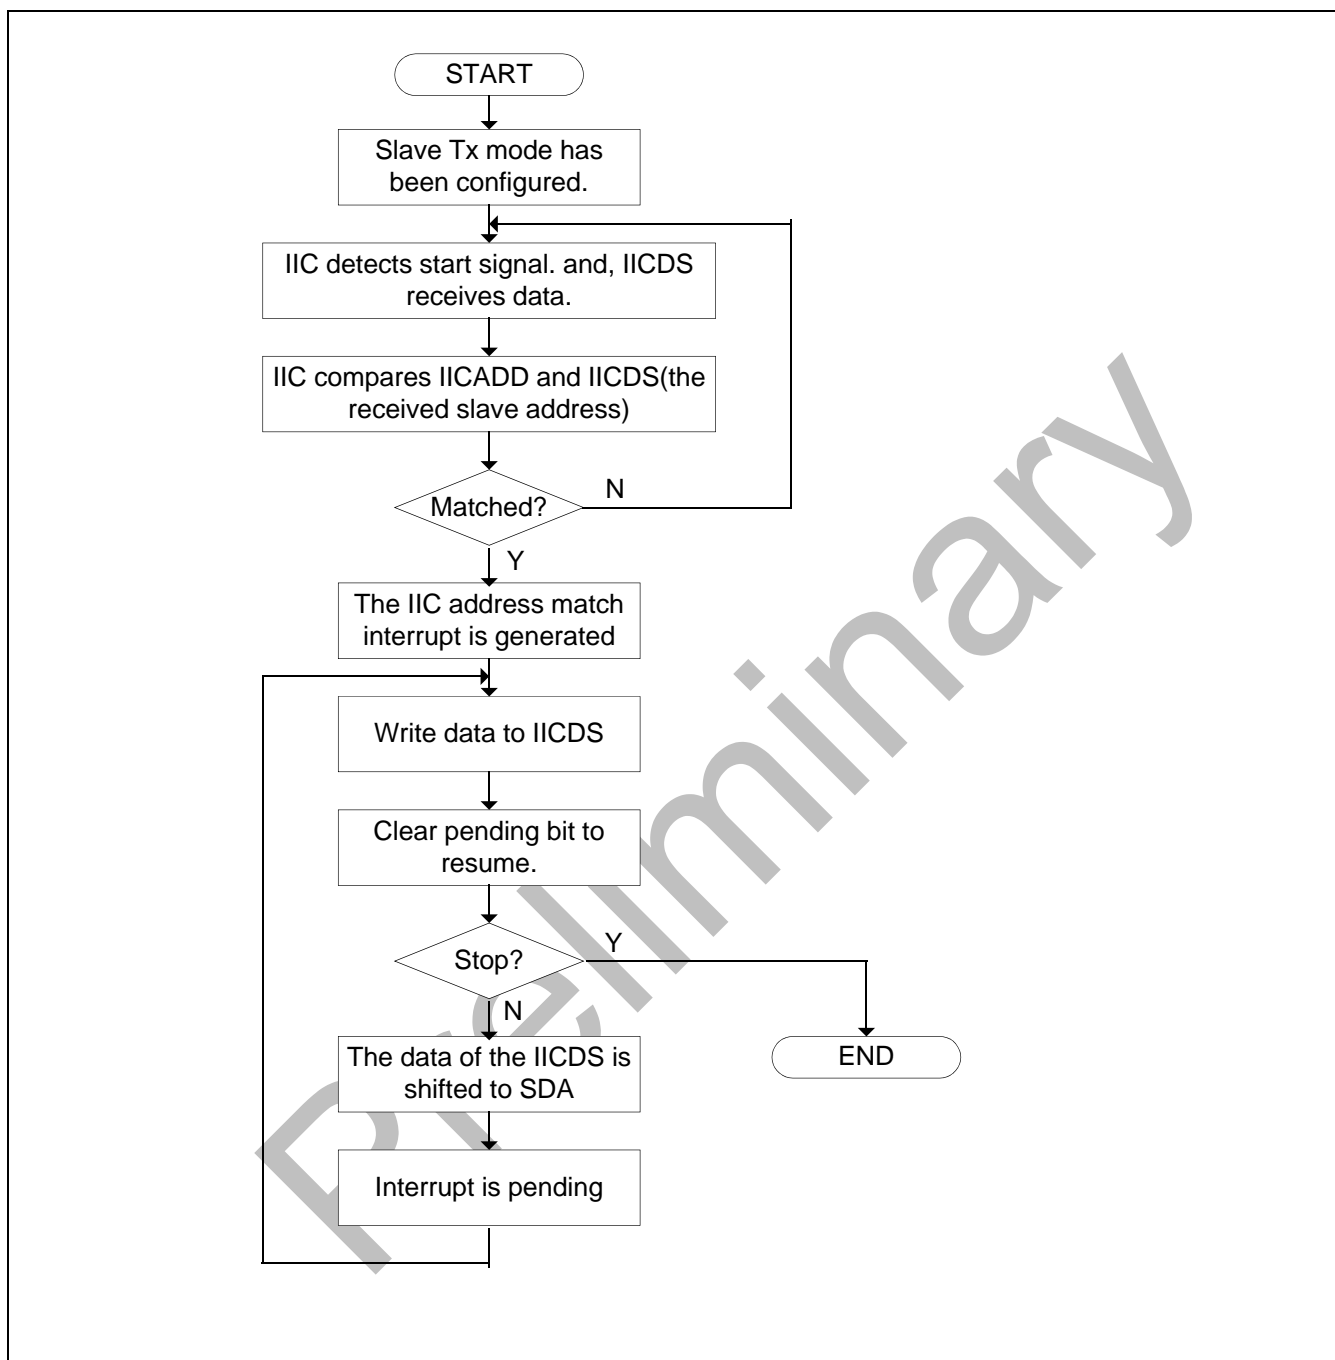 START
Slave Tx mode has
been configured.
IIC detects start signal. and, IICDS
receives data.
IIC compares IICADD and IICDS(the
received slave address)
Matched?
N
Y
The IIC address match
interrupt is generated
Write data to IICDS
Clear pending bit to
resume.
Stop?
Y
N
The data of the IICDS is
shifted to SDA
END
Interrupt is pending
Preliminary